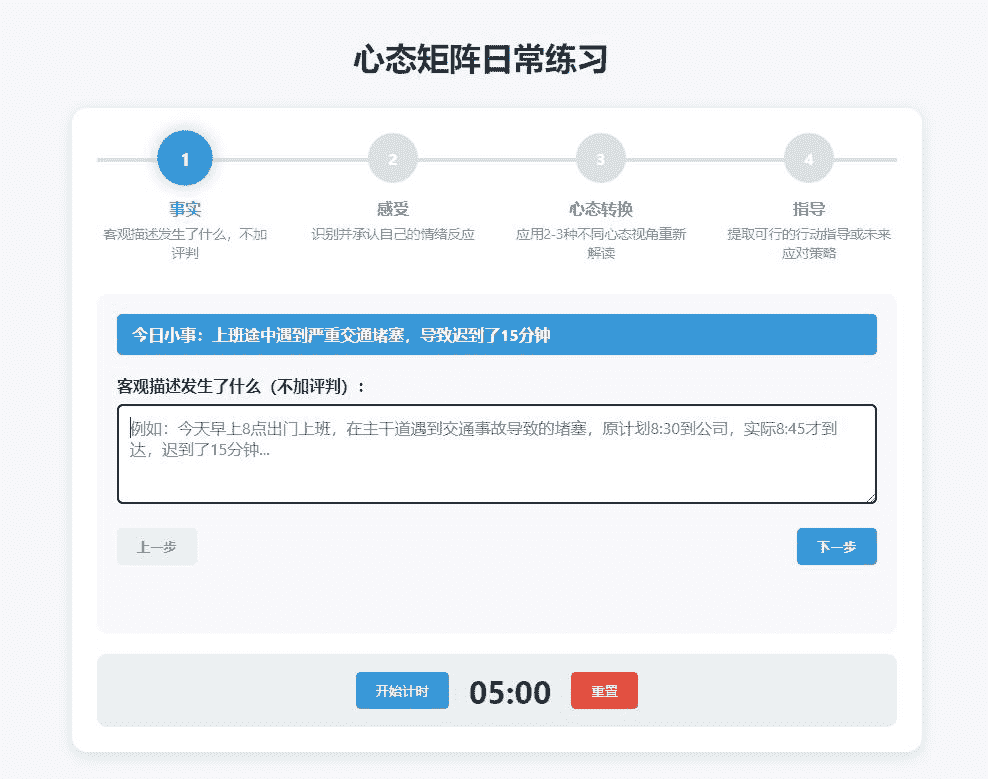 心态矩阵日常练习
1
2
3
4
事实
感受
心态转换
指导
客观描述发生了什么，不加
评判
识别并承认自己的情绪反应
应用2-3种不同心态视角重新
解读
提取可行的行动指导或未来
应对策略
今日小事：上班途中遇到严重交通堵塞，导致迟到了15分钟
客观描述发生了什么（不加评判）：
例如：今天早上8点出门上班，在主干道遇到交通事故导致的堵塞，原计划8:30到公司，实际8:45才到
达，迟到了15分钟...
上一步
下一步
开始计时
05:00
重置